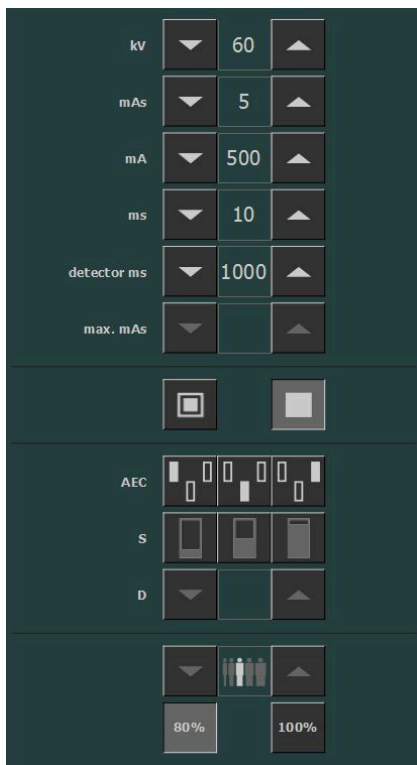 kV 60
mAs 5
mA 500
ms 10
detector ms 1000
max. mAs
AEC
S
D
80% 100%